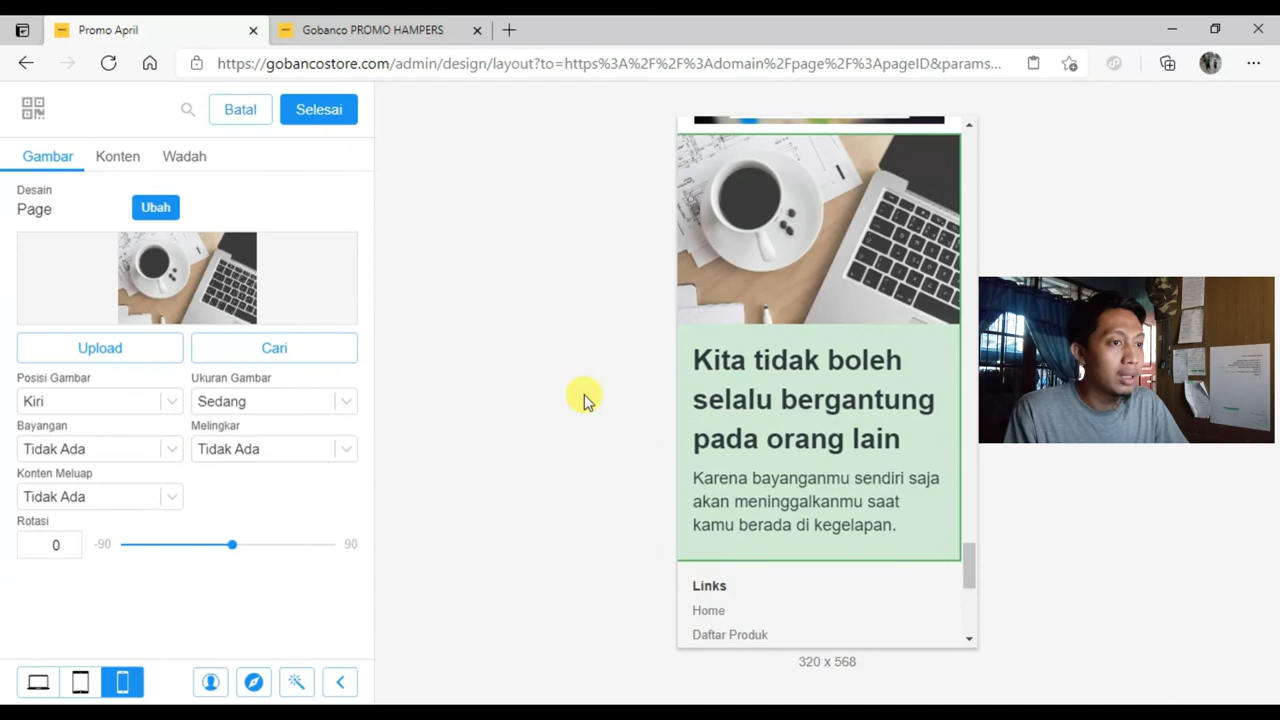 Promo April
Gobanco PROMO HAMPERS
https://gobancostore.com/admin/design/layout?to=https%3A%2F%2F%3Adomain%2Fpage%2F%3ApageID&params...
Batal
Selesai
Gambar
Konten
Wadah
Desain
Page
Ubah
Upload
Cari
Posisi Gambar
Ukuran Gambar
Kiri
Sedang
Bayangan
Melingkar
Tidak Ada
Tidak Ada
Konten Meluap
Tidak Ada
Rotasi
0
-90
90
Kita tidak boleh
selalu bergantung
pada orang lain
Karena bayanganmu sendiri saja
akan meninggalkanmu saat
kamu berada di kegelapan.
Links
Home
Daftar Produk
320 x 568